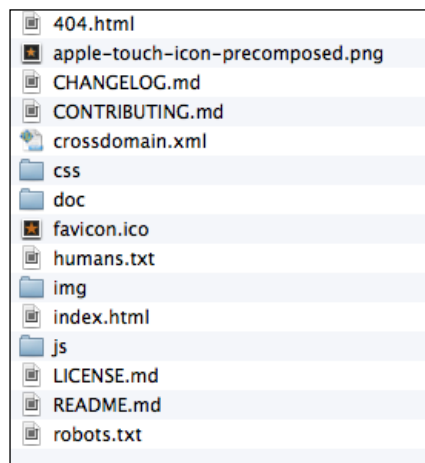 404.html
apple-touch-icon-precomposed.png
CHANGELOG.md
CONTRIBUTING.md
crossdomain.xml
css
doc
favicon.ico
humans.txt
img
index.html
js
LICENSE.md
README.md
robots.txt